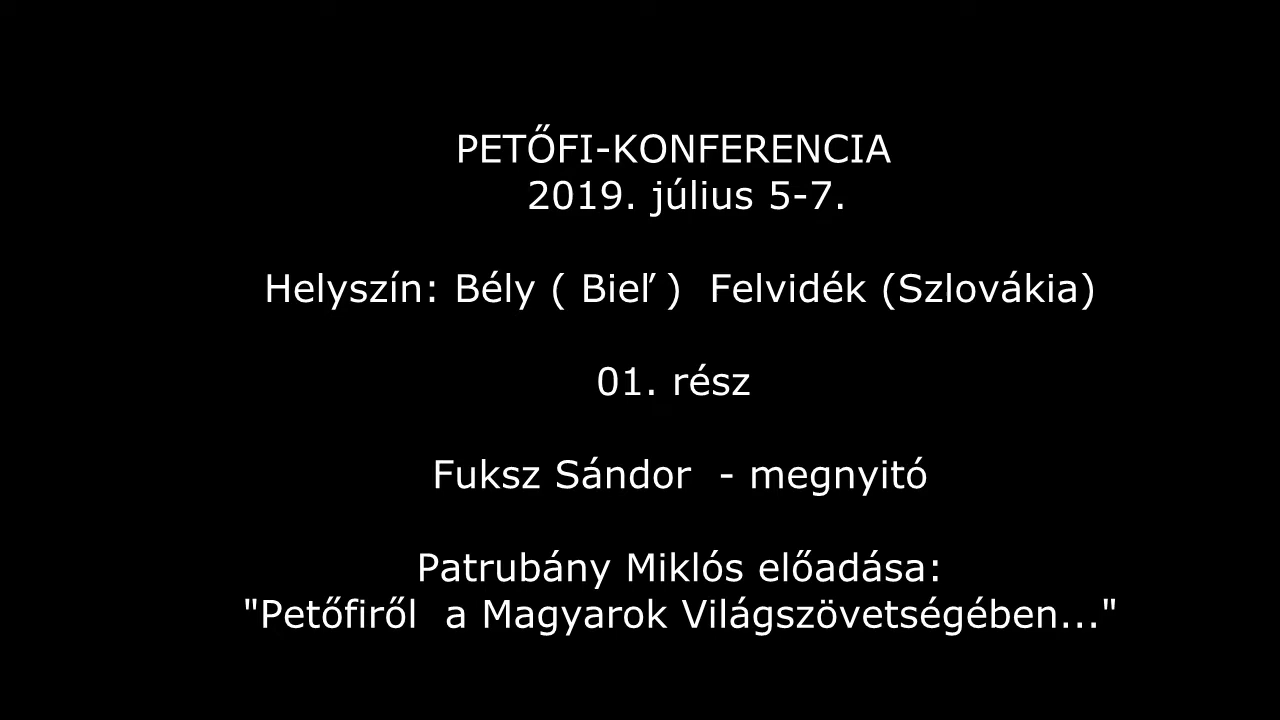 PETŐFI-KONFERENCIA
2019. július 5-7.
Helyszín: Bély ( Bieľ )  Felvidék (Szlovákia)
01. rész
Fuksz Sándor  - megnyitó
Patrubány Miklós előadása:
"Petőfiről  a Magyarok Világszövetségében..."